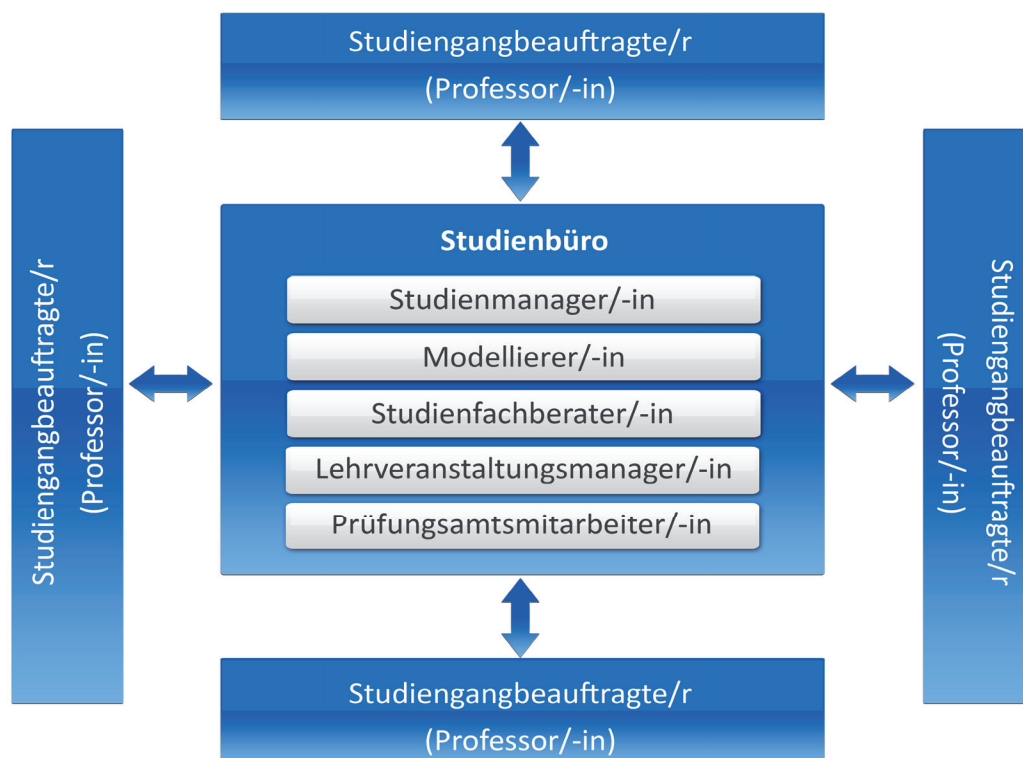 Studiengangbeauftragte/r
(Professor/-in)
Studiengangbeauftragte/r
(Professor/-in)
Studienbüro
Studienmanager/-in
Modellierer/-in
Studienfachberater/-in
Lehrveranstaltungsmanager/-in
Prüfungsamtsmitarbeiter/-in
Studiengangbeauftragte/r
(Professor/-in)
Studiengangbeauftragte/r
(Professor/-in)